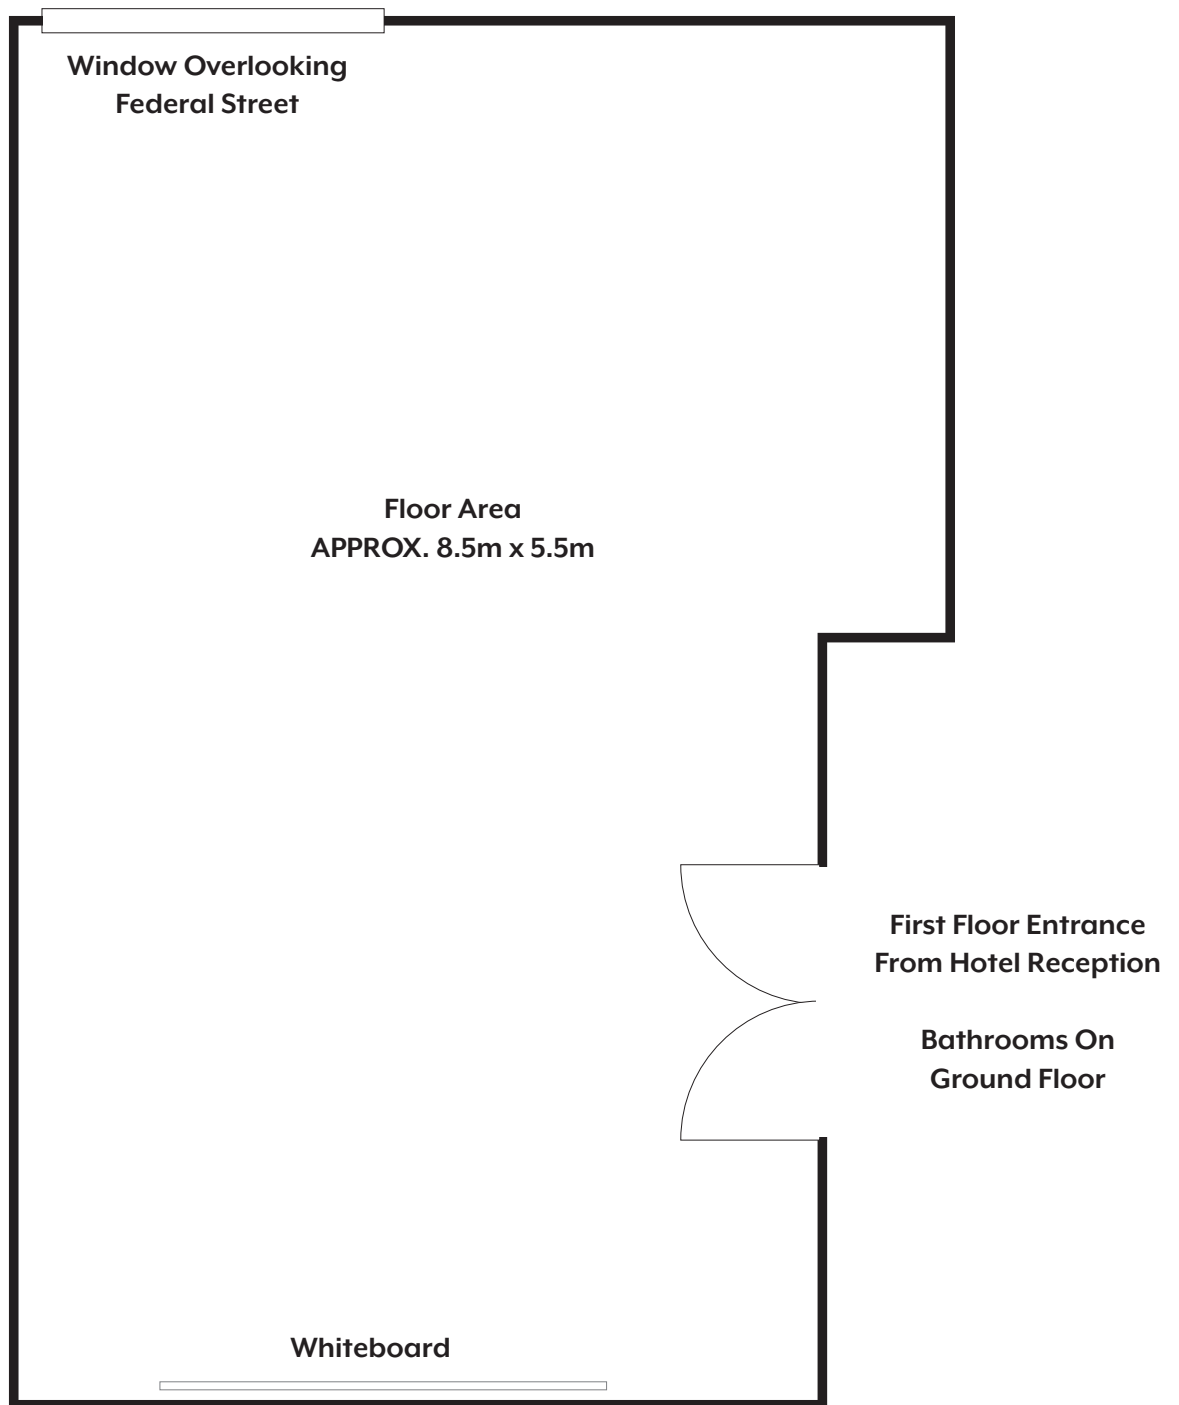 Window Overlooking
Federal Street
Floor Area
APPROX. 8.5m x 5.5m
First Floor Entrance
From Hotel Reception
Bathrooms On
Ground Floor
Whiteboard